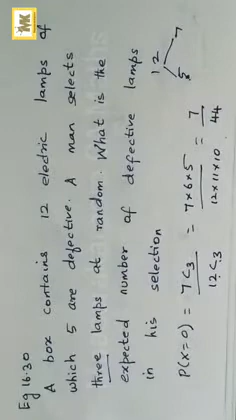 Eg 16.30
A box contains 12 electric lamps of
which 5 are defective. A man selects
three lamps at random. What is the
expected number of defective lamps
in his selection
12
7
5
P(x=0) = 7C3 / 12C3 = 7×6×5 / 12×11×10 = 7 / 44